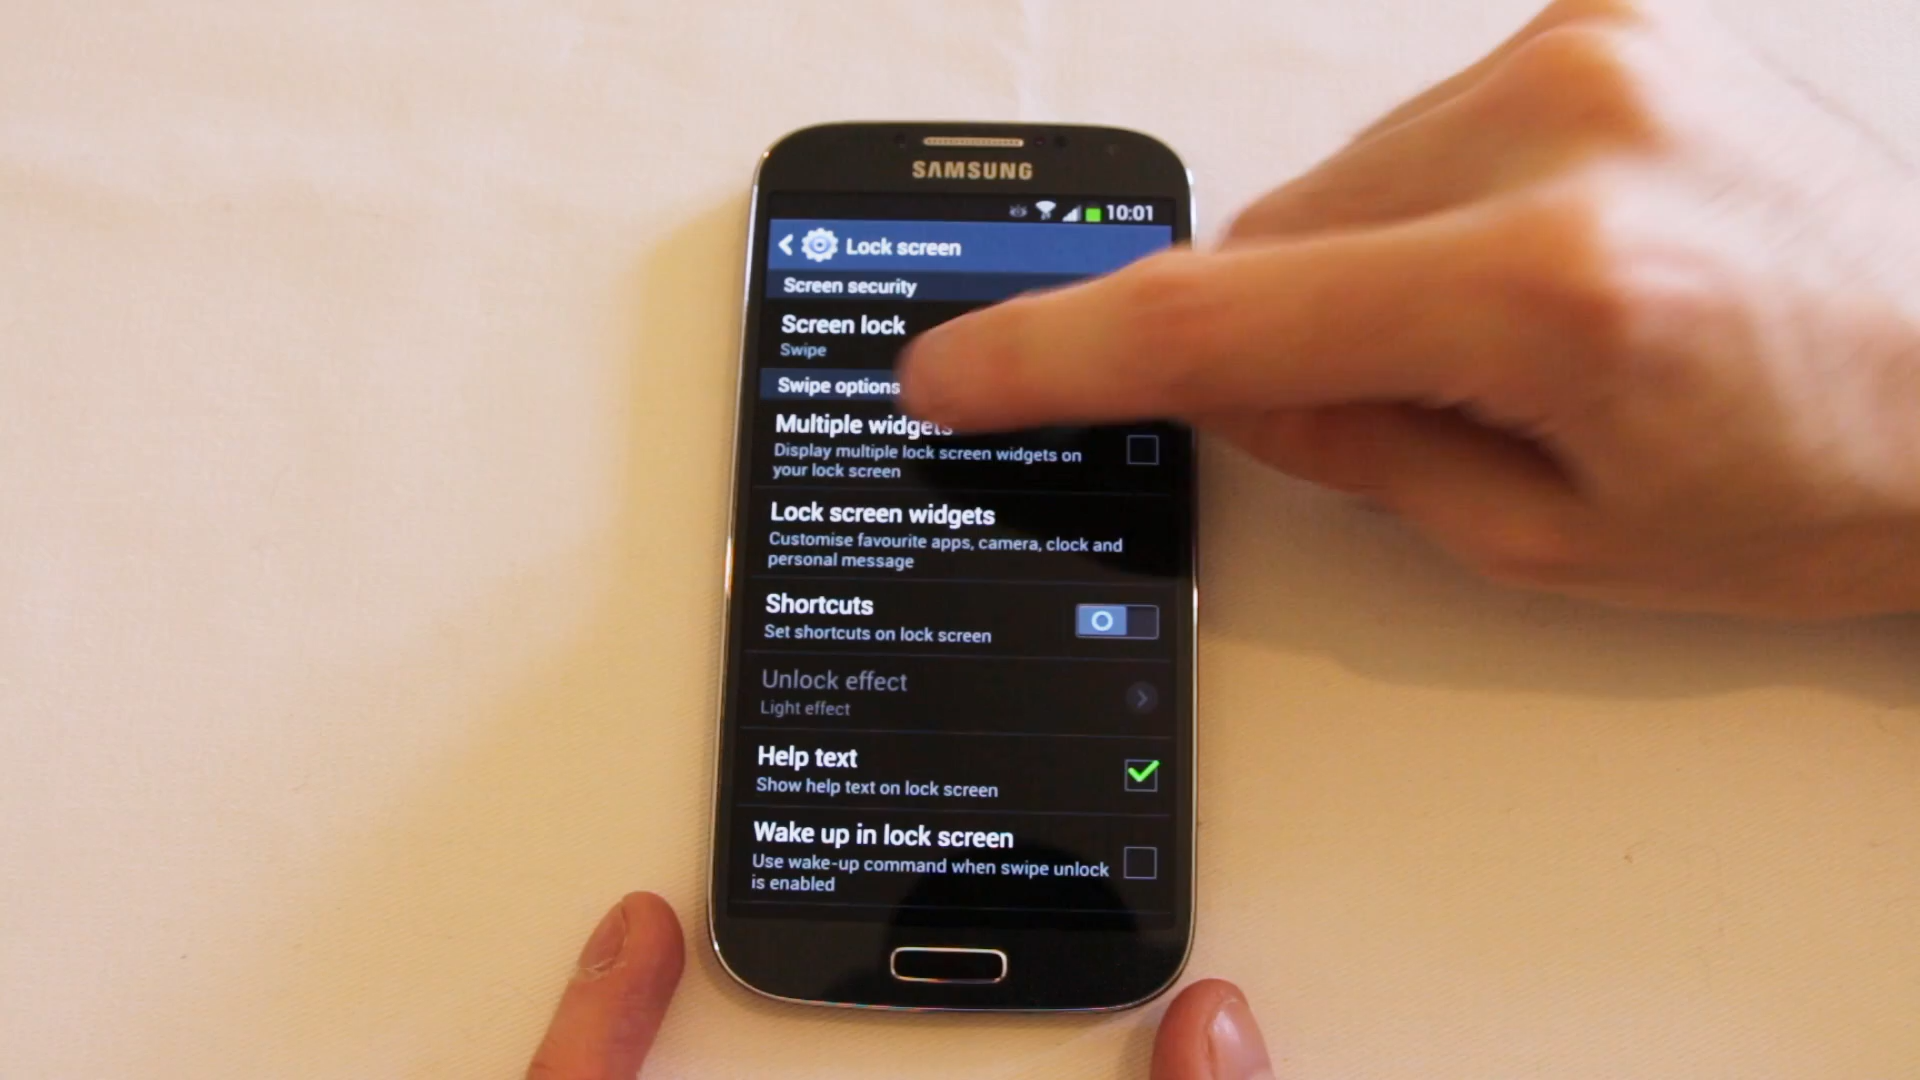 SAMSUNG
10:01
Lock screen
Screen security
Screen lock
Swipe
Swipe options
Multiple widgets
Display multiple lock screen widgets on
your lock screen
Lock screen widgets
Customise favourite apps, camera, clock and
personal message
Shortcuts
Set shortcuts on lock screen
Unlock effect
Light effect
Help text
Show help text on lock screen
Wake up in lock screen
Use wake-up command when swipe unlock
is enabled